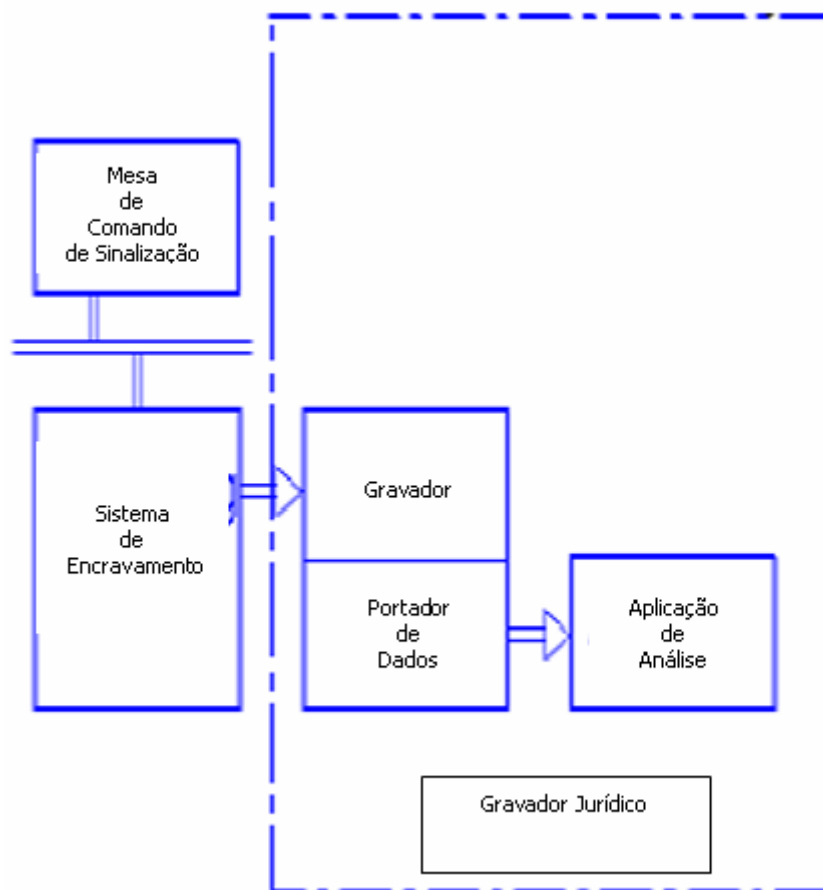 Mesa
de
Comando
de Sinalização
Sistema
de
Encravamento
Gravador
Portador
de
Dados
Aplicação
de
Análise
Gravador Jurídico